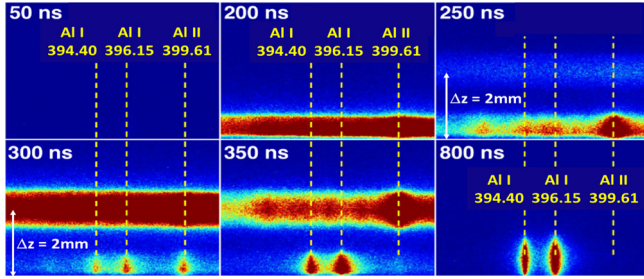 50 ns
Al I Al I Al II
394.40 396.15 399.61
200 ns
Al I Al I Al II
394.40 396.15 399.61
250
Δz = 2mm
300 ns
Δz = 2mm
350 ns
800 ns
Al I Al I Al II
394.40 396.15 399.61